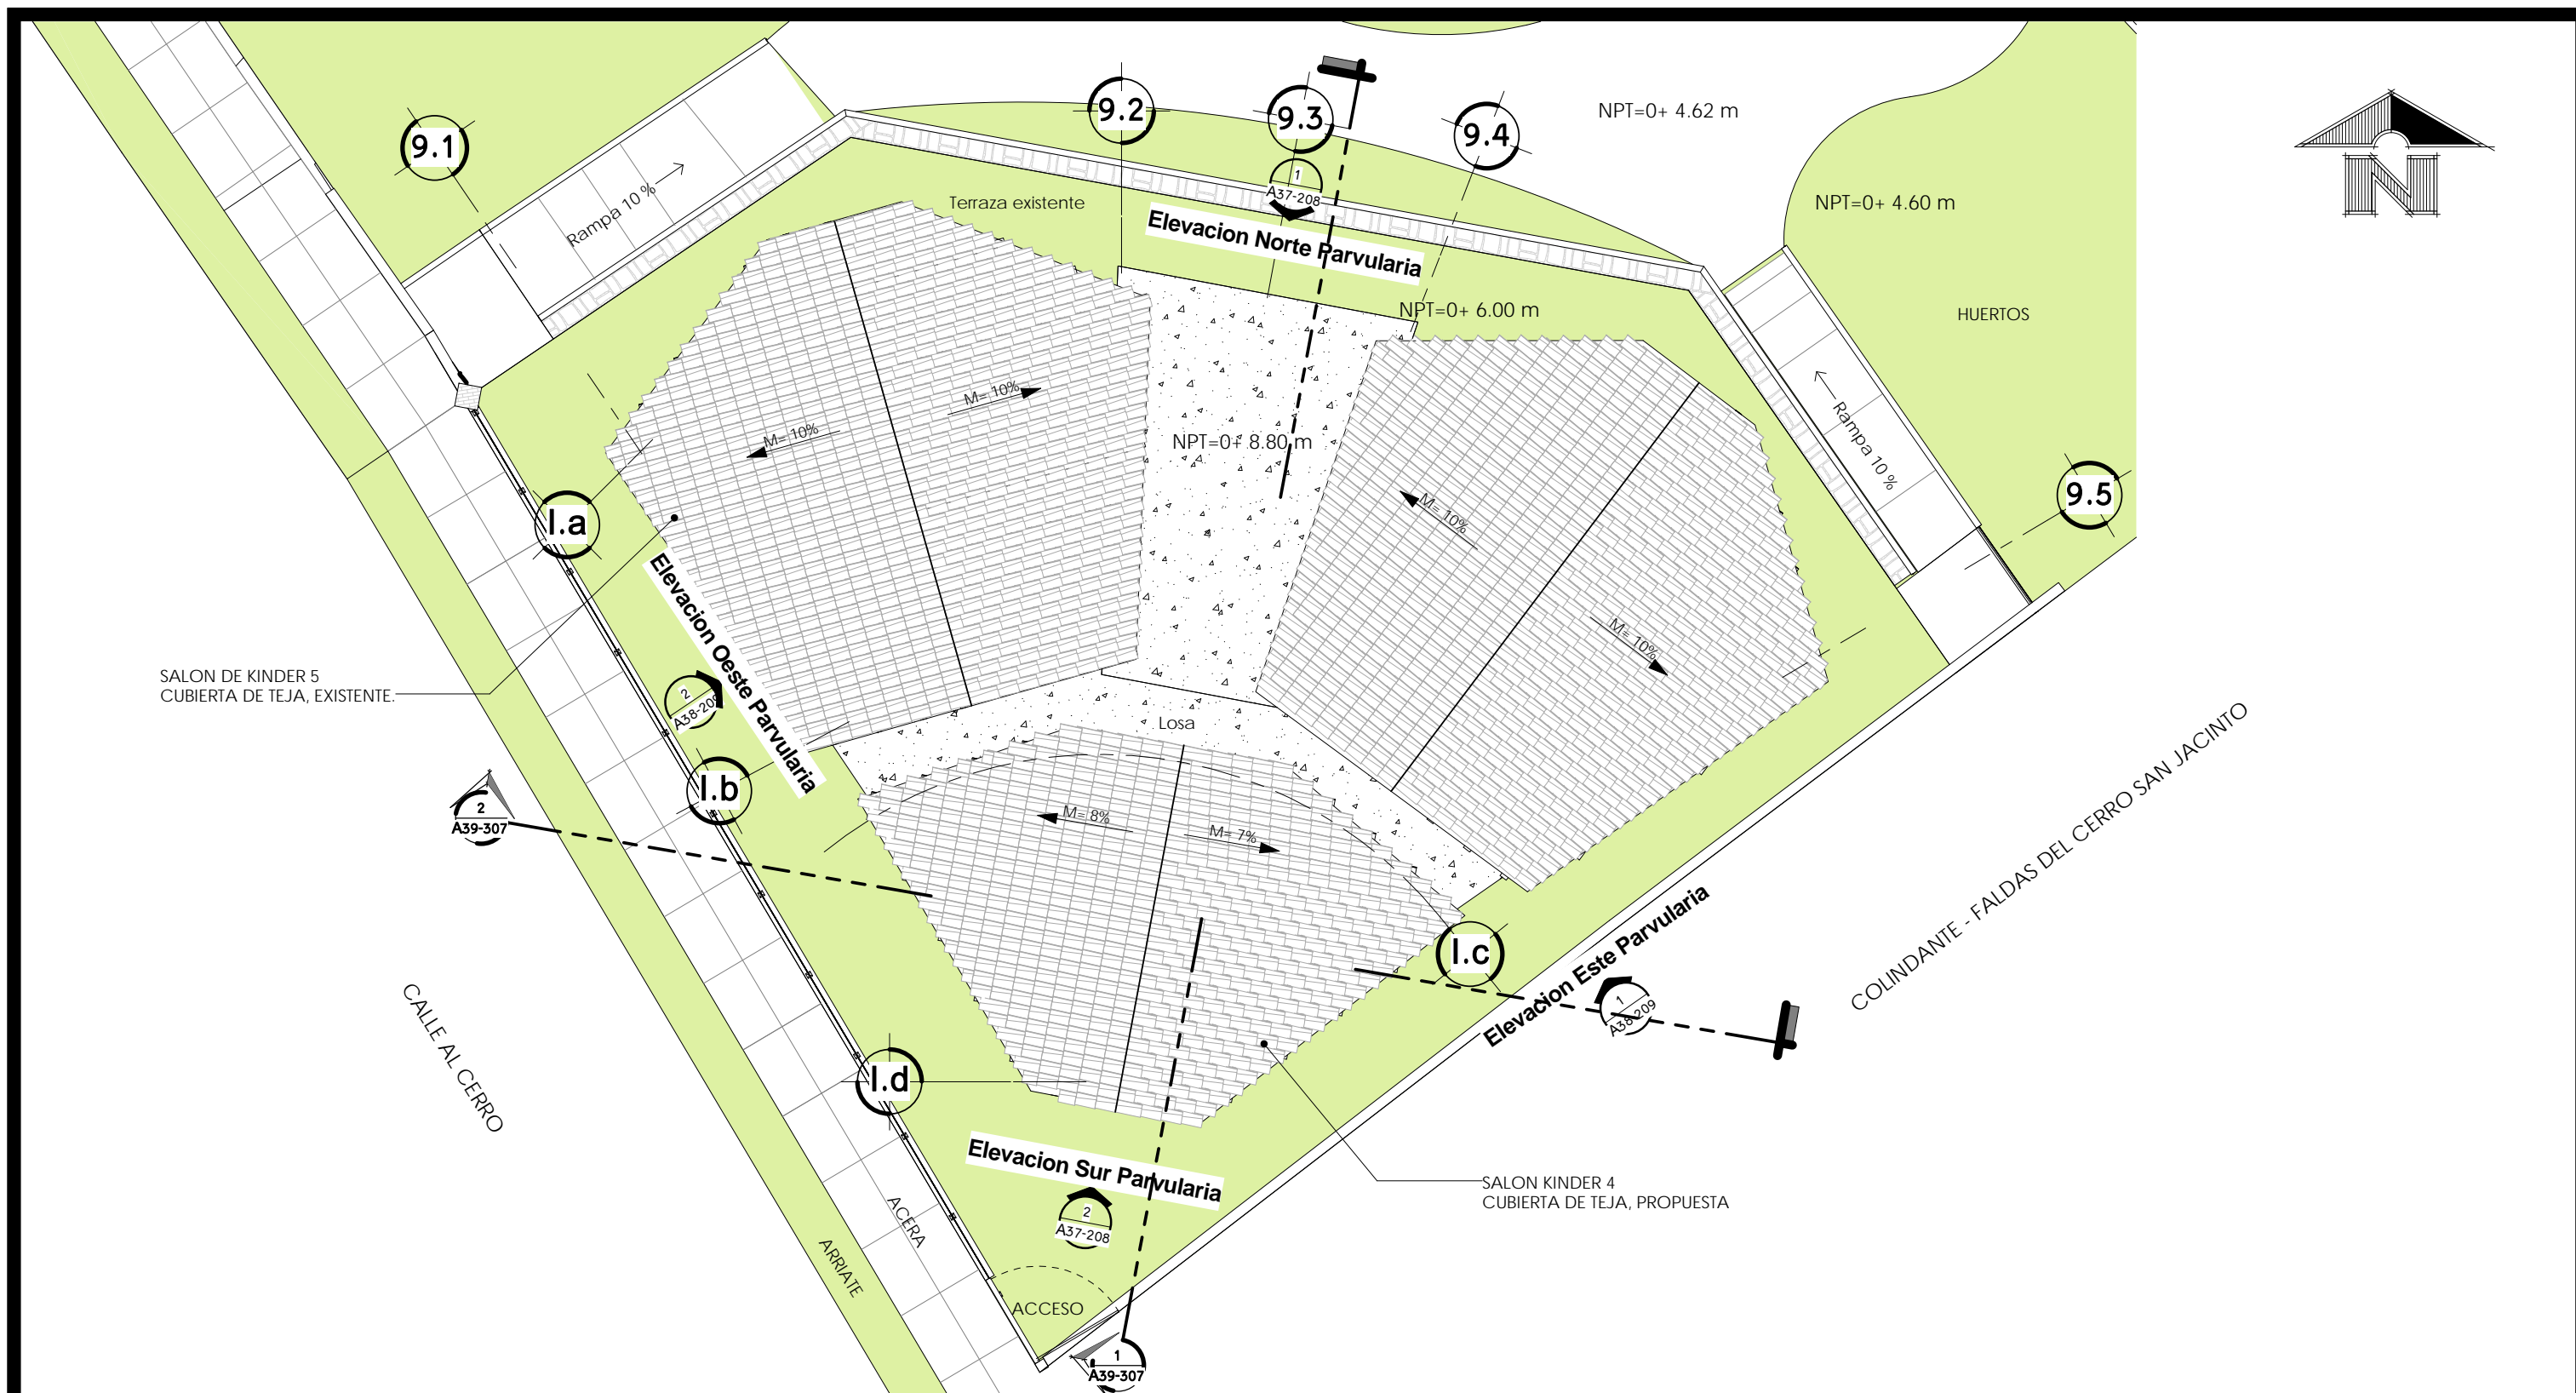 9.1
9.2
9.3
9.4
NPT=0+ 4.62 m
N
Rampa 10 %
1
A37-208
Terraza existente
Elevacion Norte Parvularia
NPT=0+ 4.60 m
NPT=0+ 6.00 m
HUERTOS
M= 10%
M= 10%
NPT=0+ 8.80 m
Rampa 10 %
M= 10%
9.5
I.a
M= 10%
Elevacion Oeste Parvularia
SALON DE KINDER 5
CUBIERTA DE TEJA, EXISTENTE.
2
A38-209
Losa
I.b
2
A39-307
M= 8%
M= 7%
COLINDANTE - FALDAS DEL CERRO SAN JACINTO
I.c
Elevacion Este Parvularia
1
A38-209
CALLE AL CERRO
I.d
Elevacion Sur Parvularia
SALON KINDER 4
CUBIERTA DE TEJA, PROPUESTA
2
A37-208
ACERA
ARRIATE
ACCESO
1
A39-307